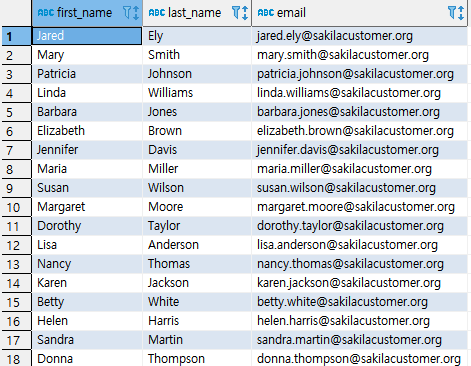 ABC first_name ABC last_name ABC email
1 Jared Ely jared.ely@sakilacustomer.org
2 Mary Smith mary.smith@sakilacustomer.org
3 Patricia Johnson patricia.johnson@sakilacustomer.org
4 Linda Williams linda.williams@sakilacustomer.org
5 Barbara Jones barbara.jones@sakilacustomer.org
6 Elizabeth Brown elizabeth.brown@sakilacustomer.org
7 Jennifer Davis jennifer.davis@sakilacustomer.org
8 Maria Miller maria.miller@sakilacustomer.org
9 Susan Wilson susan.wilson@sakilacustomer.org
10 Margaret Moore margaret.moore@sakilacustomer.org
11 Dorothy Taylor dorothy.taylor@sakilacustomer.org
12 Lisa Anderson lisa.anderson@sakilacustomer.org
13 Nancy Thomas nancy.thomas@sakilacustomer.org
14 Karen Jackson karen.jackson@sakilacustomer.org
15 Betty White betty.white@sakilacustomer.org
16 Helen Harris helen.harris@sakilacustomer.org
17 Sandra Martin sandra.martin@sakilacustomer.org
18 Donna Thompson donna.thompson@sakilacustomer.org